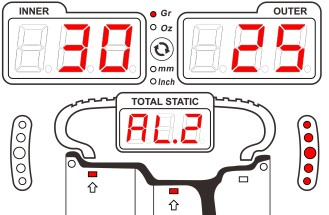 INNER Gr OUTER
Oz
30 25
mm
Inch
TOTAL STATIC
AL.2